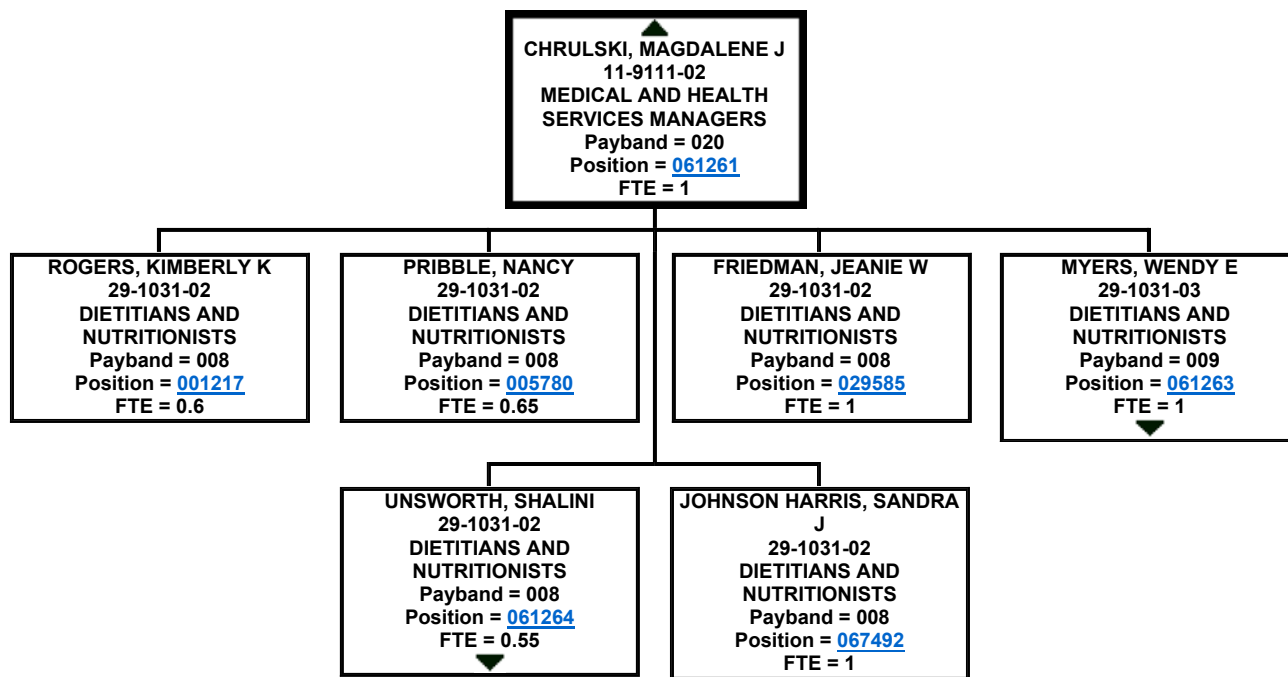 CHRULSKI, MAGDALENE J
11-9111-02
MEDICAL AND HEALTH
SERVICES MANAGERS
Payband = 020
Position = 061261
FTE = 1
ROGERS, KIMBERLY K
29-1031-02
DIETITIANS AND
NUTRITIONISTS
Payband = 008
Position = 001217
FTE = 0.6
PRIBBLE, NANCY
29-1031-02
DIETITIANS AND
NUTRITIONISTS
Payband = 008
Position = 005780
FTE = 0.65
FRIEDMAN, JEANIE W
29-1031-02
DIETITIANS AND
NUTRITIONISTS
Payband = 008
Position = 029585
FTE = 1
MYERS, WENDY E
29-1031-03
DIETITIANS AND
NUTRITIONISTS
Payband = 009
Position = 061263
FTE = 1
UNSWORTH, SHALINI
29-1031-02
DIETITIANS AND
NUTRITIONISTS
Payband = 008
Position = 061264
FTE = 0.55
JOHNSON HARRIS, SANDRA
J
29-1031-02
DIETITIANS AND
NUTRITIONISTS
Payband = 008
Position = 067492
FTE = 1